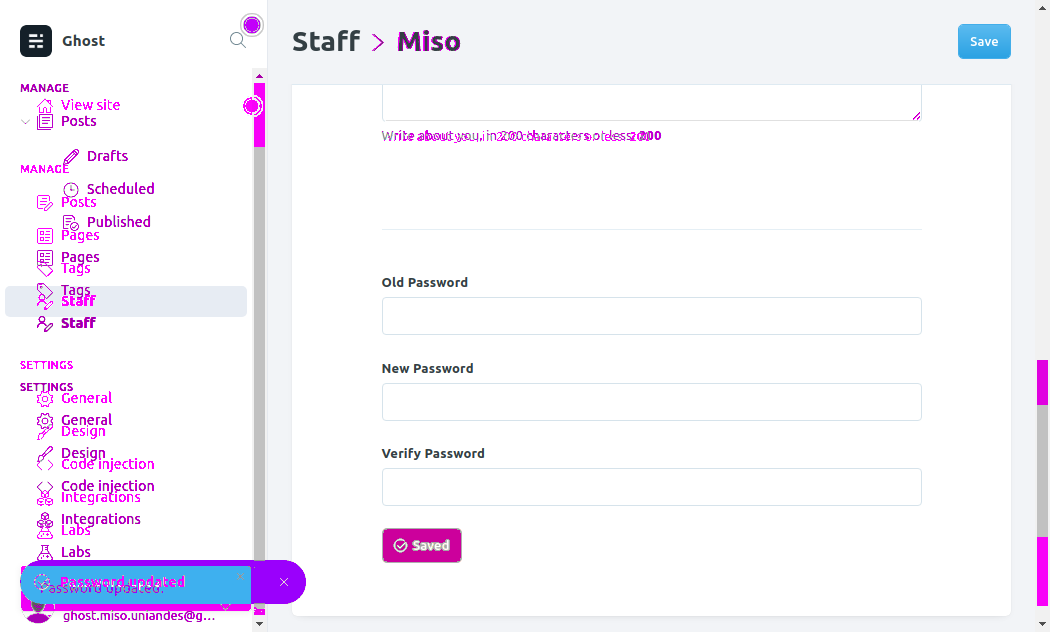 Ghost
MANAGE
View site
Posts
Drafts
MANAGE
Scheduled
Posts
Published
Pages
Pages
Tags
Tags
Staff
Staff
SETTINGS
SETTINGS
General
General
Design
Design
Code injection
Code injection
Integrations
Integrations
Labs
Labs
Password updated
Password updated.
ghost.miso.uniandes@g...
Staff > Miso
Save
Write about you, in 200 characters or less. 200
Old Password
New Password
Verify Password
Saved